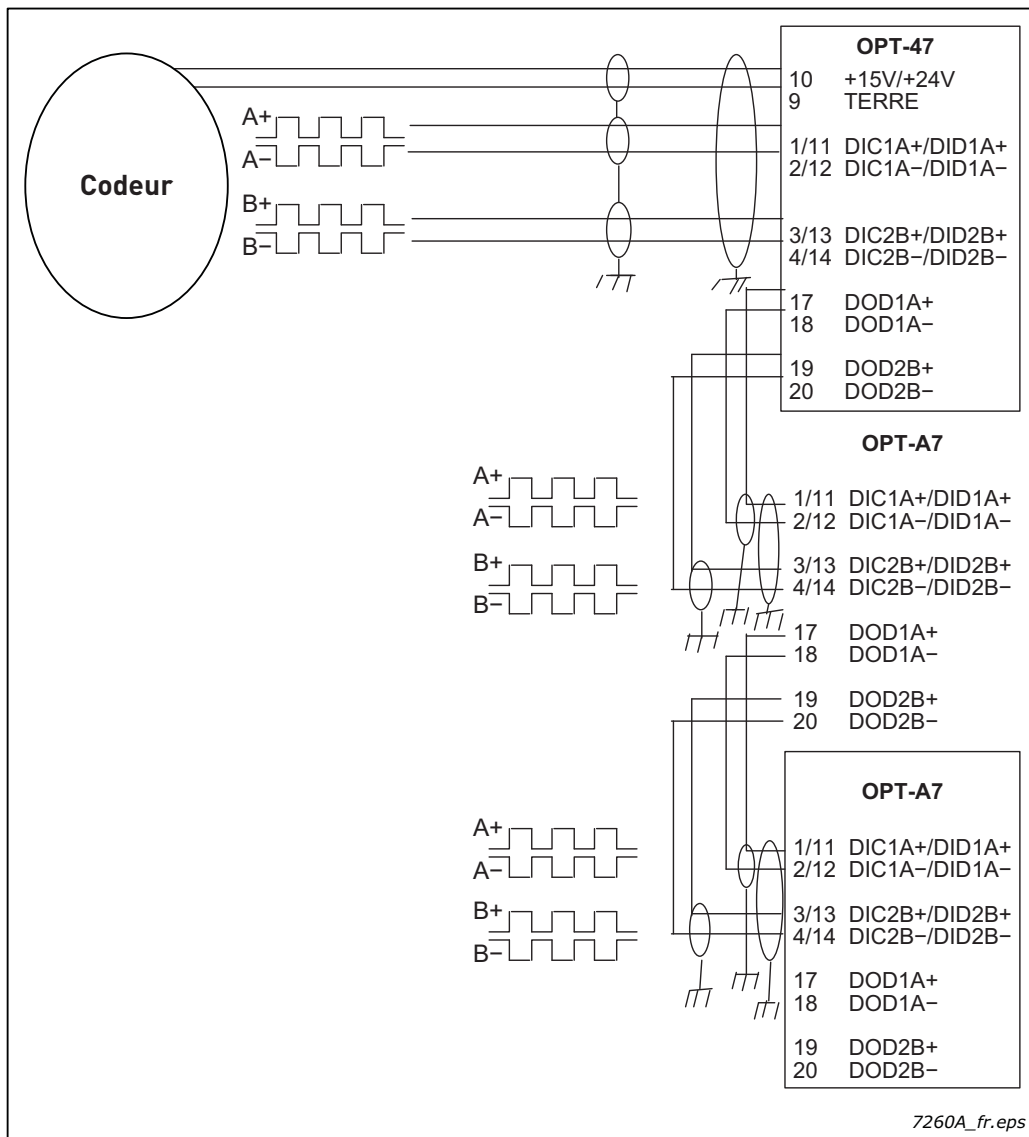 OPT-47
10 +15V/+24V
9 TERRE
Codeur
A+
A−
1/11 DIC1A+/DID1A+
2/12 DIC1A−/DID1A−
B+
B−
3/13 DIC2B+/DID2B+
4/14 DIC2B−/DID2B−
17 DOD1A+
18 DOD1A−
19 DOD2B+
20 DOD2B−
OPT-A7
A+
A−
1/11 DIC1A+/DID1A+
2/12 DIC1A−/DID1A−
B+
B−
3/13 DIC2B+/DID2B+
4/14 DIC2B−/DID2B−
17 DOD1A+
18 DOD1A−
19 DOD2B+
20 DOD2B−
OPT-A7
A+
A−
1/11 DIC1A+/DID1A+
2/12 DIC1A−/DID1A−
B+
B−
3/13 DIC2B+/DID2B+
4/14 DIC2B−/DID2B−
17 DOD1A+
18 DOD1A−
19 DOD2B+
20 DOD2B−
7260A_fr.eps